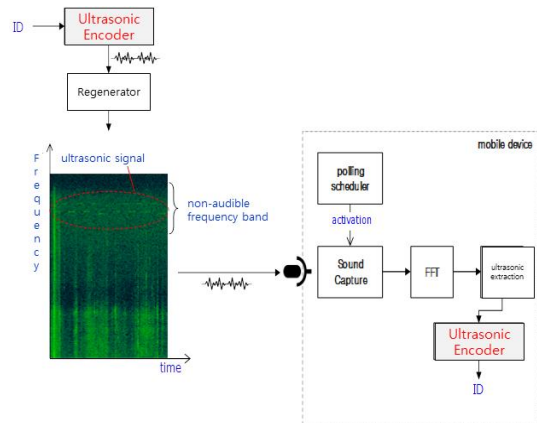 ID
Ultrasonic
Encoder
Regenerator
Frequency
ultrasonic signal
non-audible
frequency band
time
mobile device
polling
scheduler
activation
Sound
Capture
FFT
ultrasonic
extraction
Ultrasonic
Encoder
ID